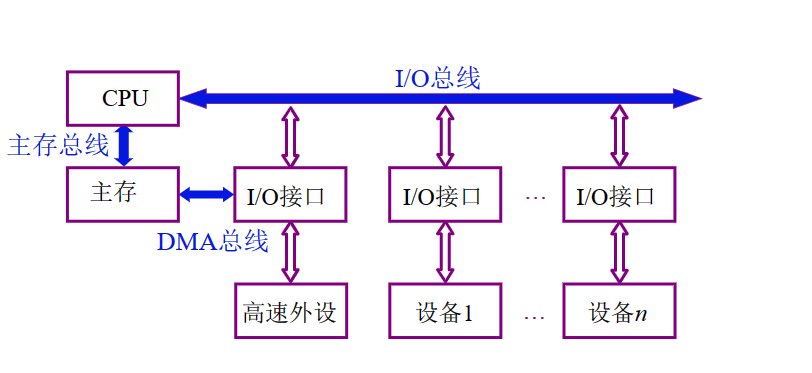 I/O总线
CPU
主存总线
主存
I/O接口
I/O接口
…
I/O接口
DMA总线
高速外设
设备1
…
设备n